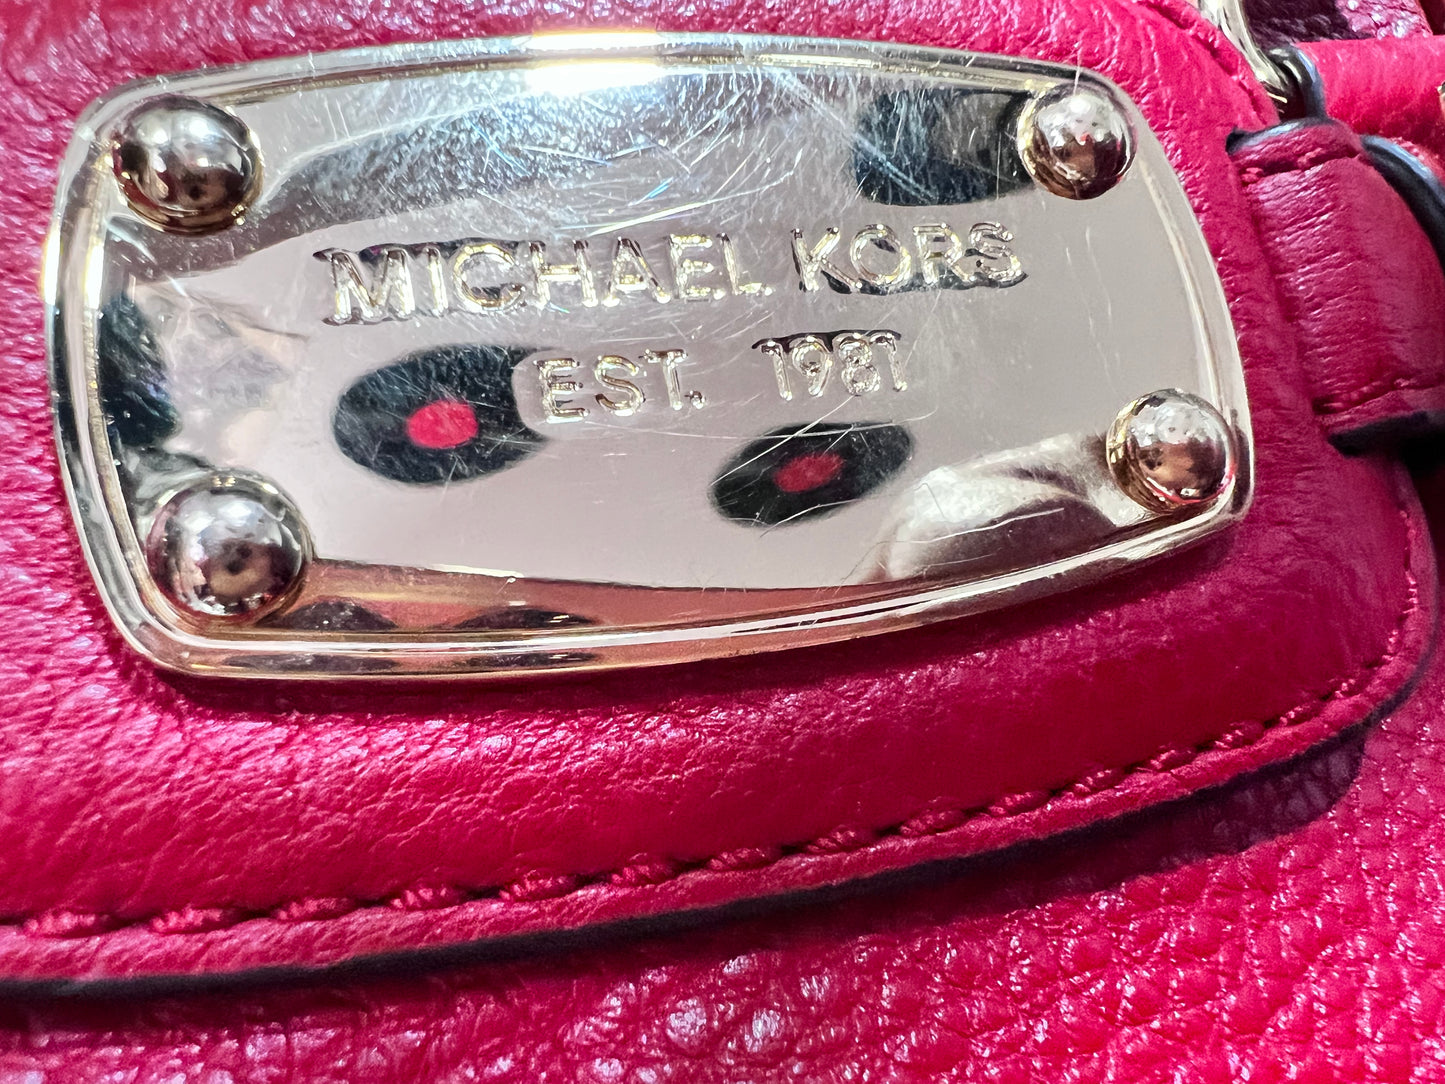 MICHAEL KORS
EST. 1981